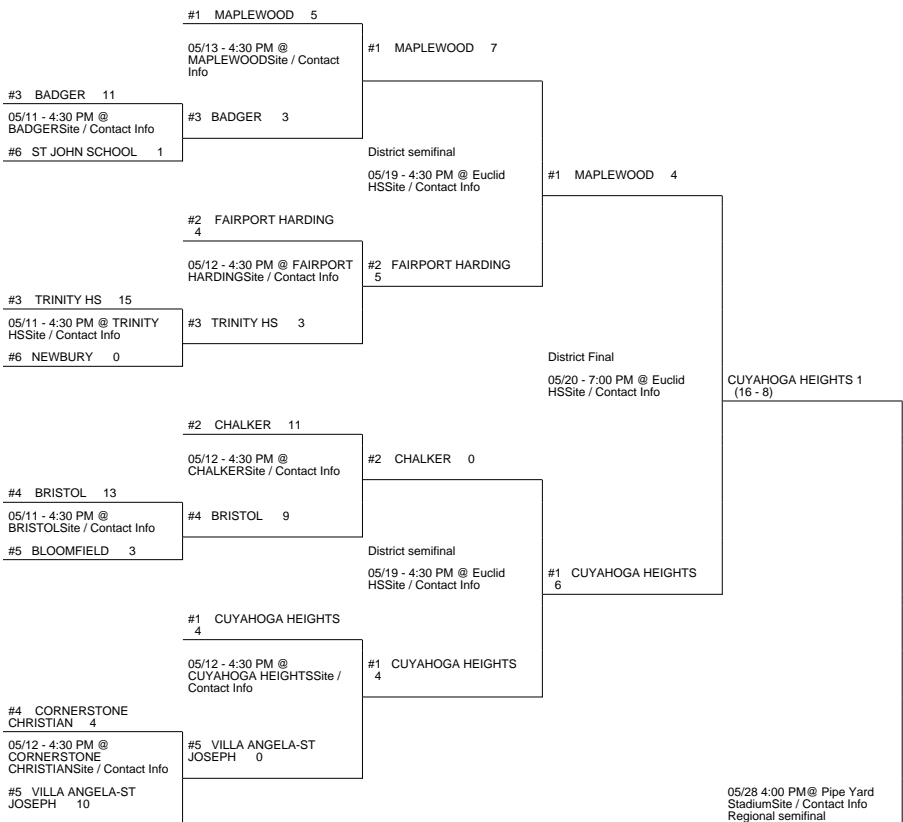 #1 MAPLEWOOD 5
05/13 - 4:30 PM @
MAPLEWOODSite / Contact
Info
#1 MAPLEWOOD 7
#3 BADGER 11
05/11 - 4:30 PM @
BADGERSite / Contact Info
#6 ST JOHN SCHOOL 1
#3 BADGER 3
District semifinal
05/19 - 4:30 PM @ Euclid
HSSite / Contact Info
#1 MAPLEWOOD 4
#2 FAIRPORT HARDING
4
05/12 - 4:30 PM @ FAIRPORT
HARDINGSite / Contact Info
#2 FAIRPORT HARDING
5
#3 TRINITY HS 15
05/11 - 4:30 PM @ TRINITY
HSSite / Contact Info
#6 NEWBURY 0
#3 TRINITY HS 3
District Final
05/20 - 7:00 PM @ Euclid
HSSite / Contact Info
CUYAHOGA HEIGHTS 1
(16 - 8)
#2 CHALKER 11
05/12 - 4:30 PM @
CHALKERSite / Contact Info
#2 CHALKER 0
#4 BRISTOL 13
05/11 - 4:30 PM @
BRISTOLSite / Contact Info
#5 BLOOMFIELD 3
#4 BRISTOL 9
District semifinal
05/19 - 4:30 PM @ Euclid
HSSite / Contact Info
#1 CUYAHOGA HEIGHTS
6
#1 CUYAHOGA HEIGHTS
4
05/12 - 4:30 PM @
CUYAHOGA HEIGHTSSite /
Contact Info
#1 CUYAHOGA HEIGHTS
4
#4 CORNERSTONE
CHRISTIAN 4
05/12 - 4:30 PM @
CORNERSTONE
CHRISTIANSite / Contact Info
#5 VILLA ANGELA-ST
JOSEPH 10
#5 VILLA ANGELA-ST
JOSEPH 0
05/28 4:00 PM@ Pipe Yard
StadiumSite / Contact Info
Regional semifinal